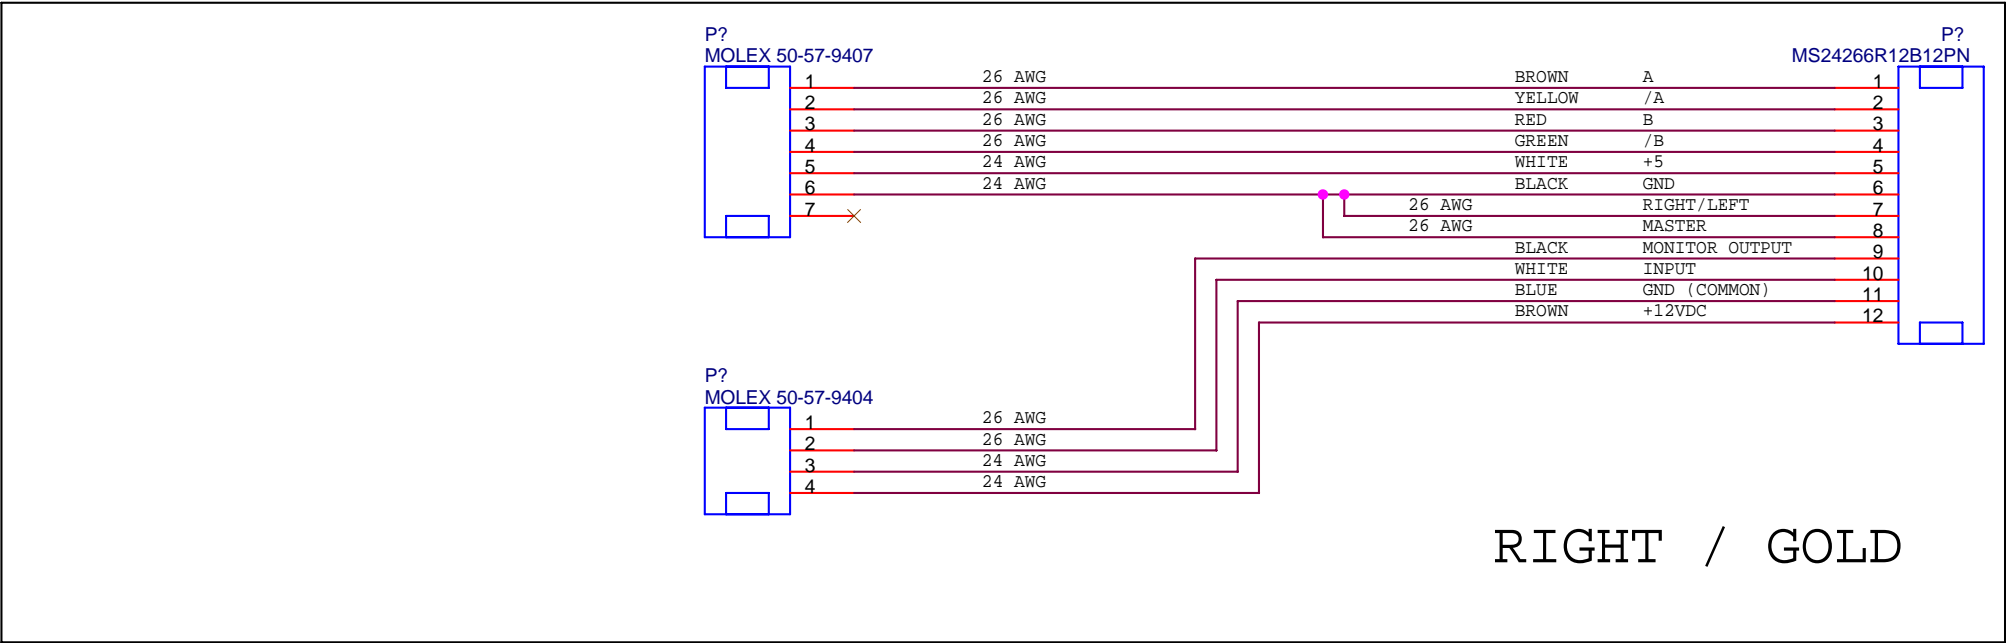 P? P?
MOLEX 50-57-9407 MS24266R12B12PN
1 26 AWG BROWN A 1
2 26 AWG YELLOW /A 2
3 26 AWG RED B 3
4 26 AWG GREEN /B 4
5 24 AWG WHITE +5 5
6 24 AWG BLACK GND 6
7 26 AWG RIGHT/LEFT 7
26 AWG MASTER 8
BLACK MONITOR OUTPUT 9
WHITE INPUT 10
BLUE GND (COMMON) 11
BROWN +12VDC 12
P?
MOLEX 50-57-9404
1 26 AWG
2 26 AWG
3 24 AWG
4 24 AWG
RIGHT / GOLD